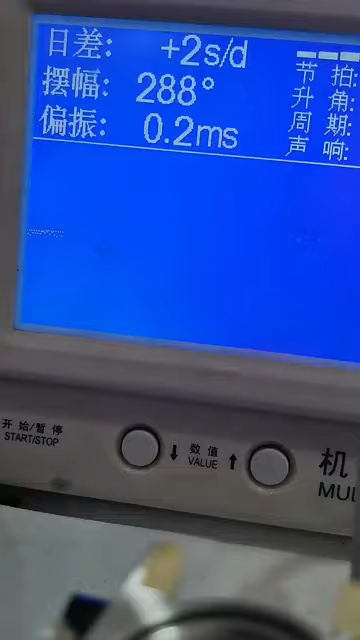 日差: +2s/d
摆幅: 288°
偏振: 0.2ms
节 拍:
升 角:
周 期:
声 响:
开 始/暂 停
START/STOP
数 值
VALUE
机
MUL